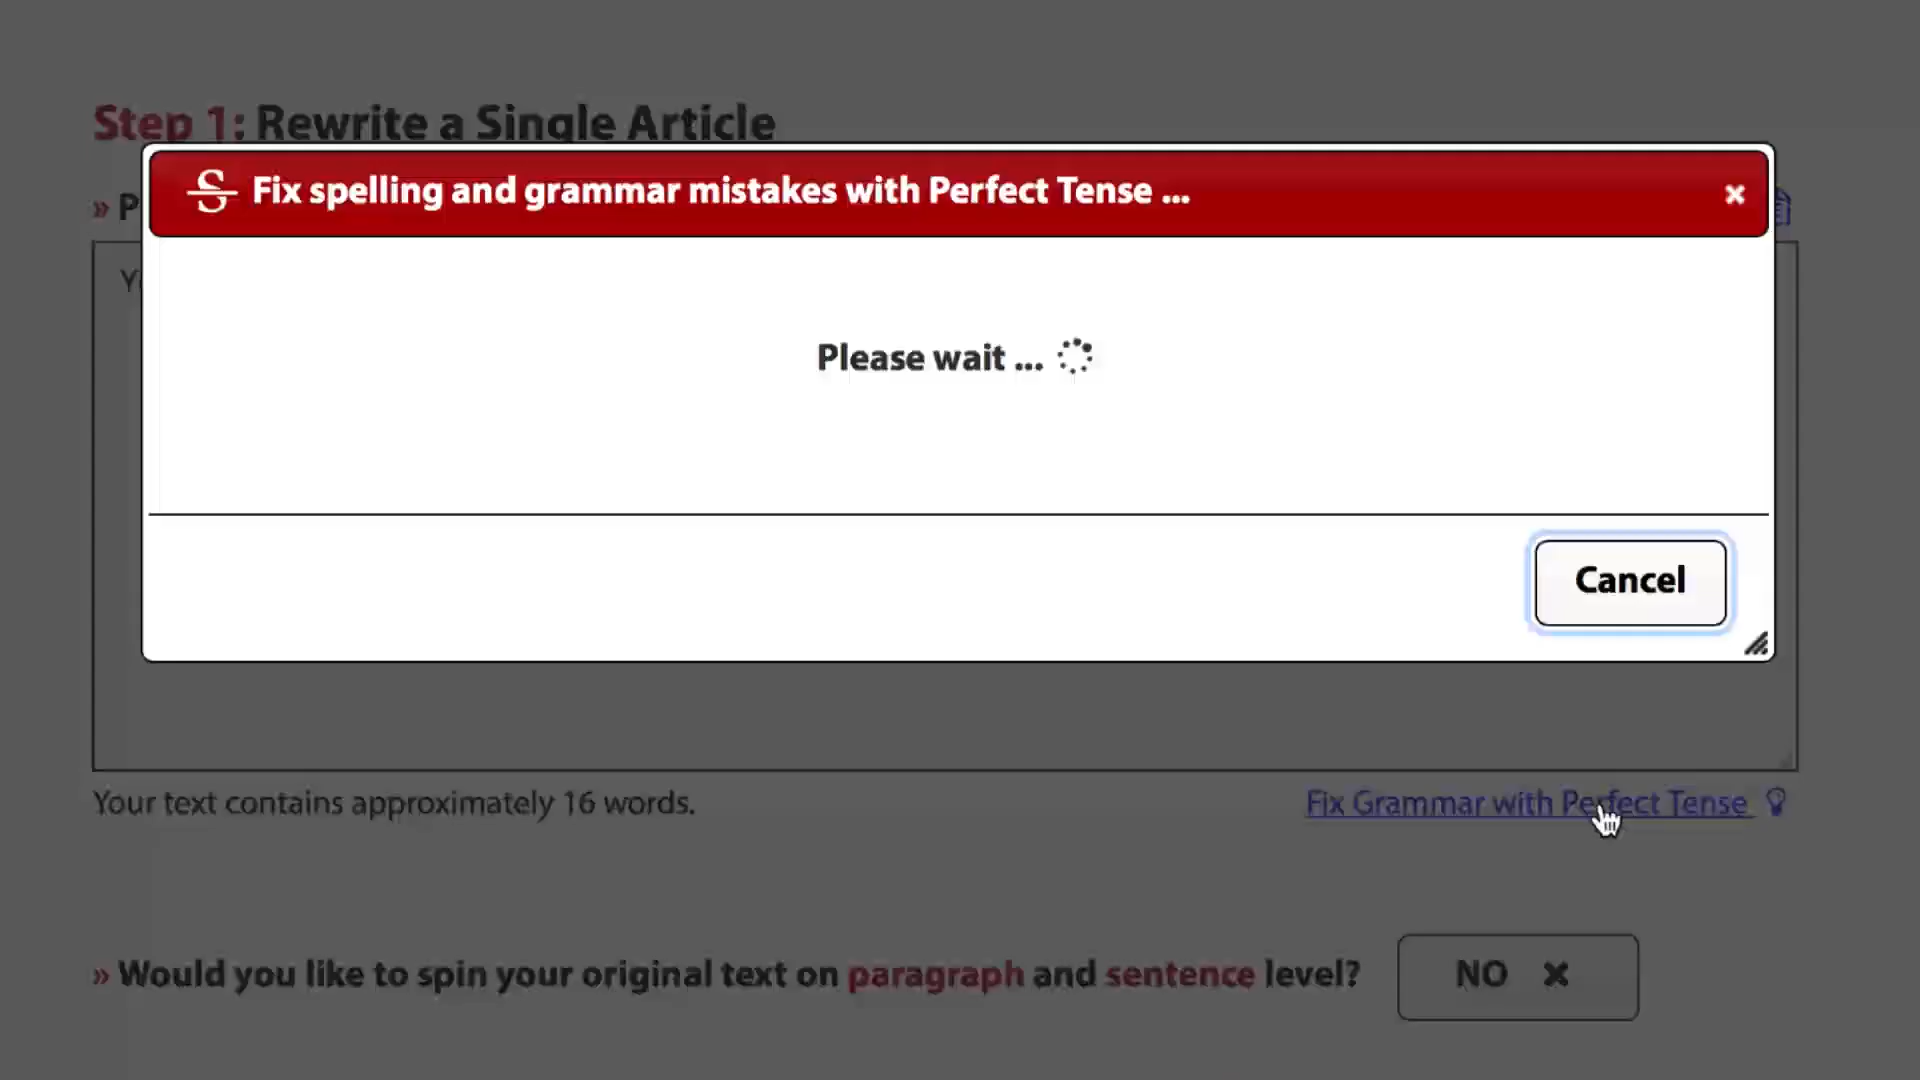 Step 1: Rewrite a Single Article
Fix spelling and grammar mistakes with Perfect Tense ...
» P
Y
Please wait ...
Cancel
Your text contains approximately 16 words.
Fix Grammar with Perfect Tense
» Would you like to spin your original text on paragraph and sentence level?
NO